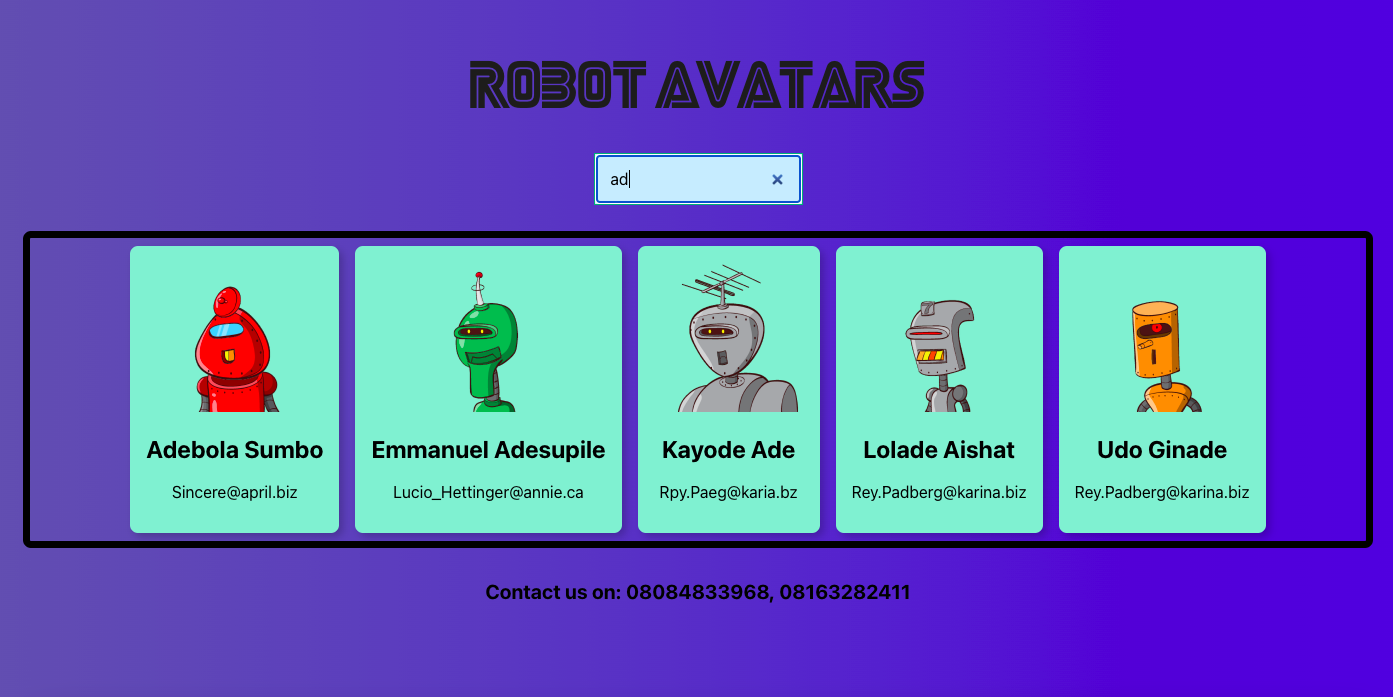 ROBOT AVATARS
ad
Adebola Sumbo
Sincere@april.biz
Emmanuel Adesupile
Lucio_Hettinger@annie.ca
Kayode Ade
Rpy.Paeg@karia.bz
Lolade Aishat
Rey.Padberg@karina.biz
Udo Ginade
Rey.Padberg@karina.biz
Contact us on: 08084833968, 08163282411